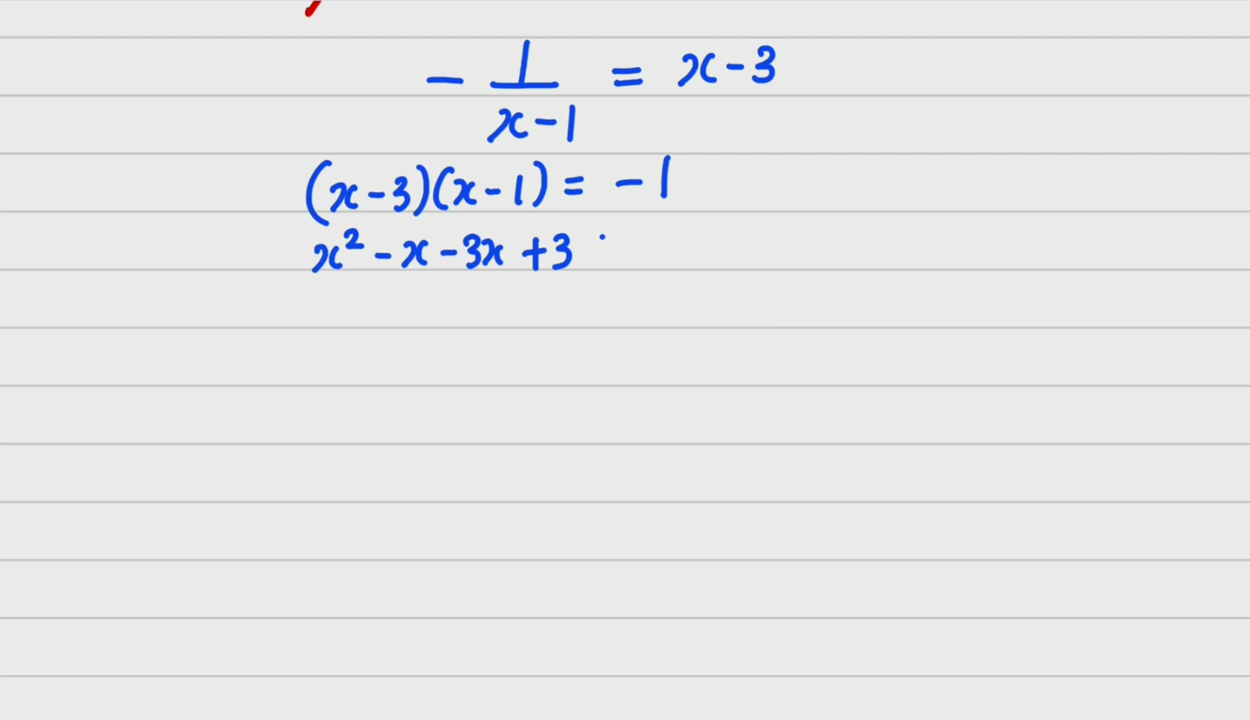 - 1/(x-1) = x-3
(x-3)(x-1) = -1
x² - x - 3x + 3